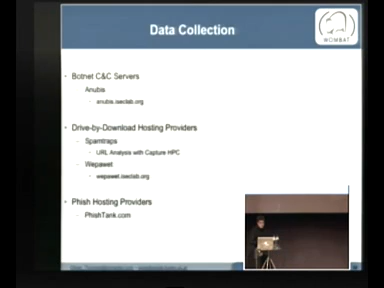 Data Collection
WOMBAT
Botnet C&C Servers
Anubis
anubis.iseclab.org
Drive-by-Download Hosting Providers
Spamtraps
URL Analysis with Capture HPC
Wepawet
wepawet.iseclab.org
Phish Hosting Providers
PhishTank.com